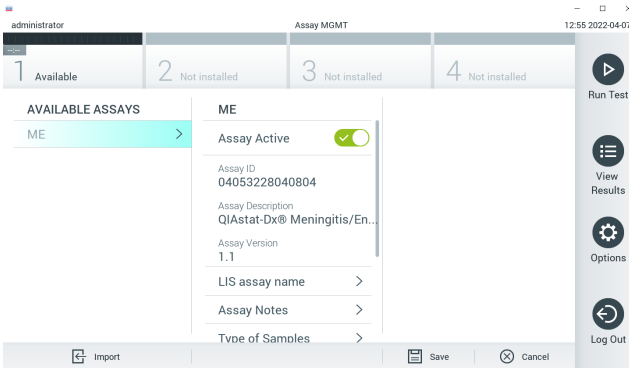 administrator Assay MGMT 12:55 2022-04-07
--:--
1 Available 2 Not installed 3 Not installed 4 Not installed
Run Test
AVAILABLE ASSAYS
ME
ME
Assay Active
Assay ID
04053228040804
Assay Description
QIAstat-Dx® Meningitis/En...
Assay Version
1.1
LIS assay name
Assay Notes
Type of Samples
View
Results
Options
Log Out
Import Save Cancel